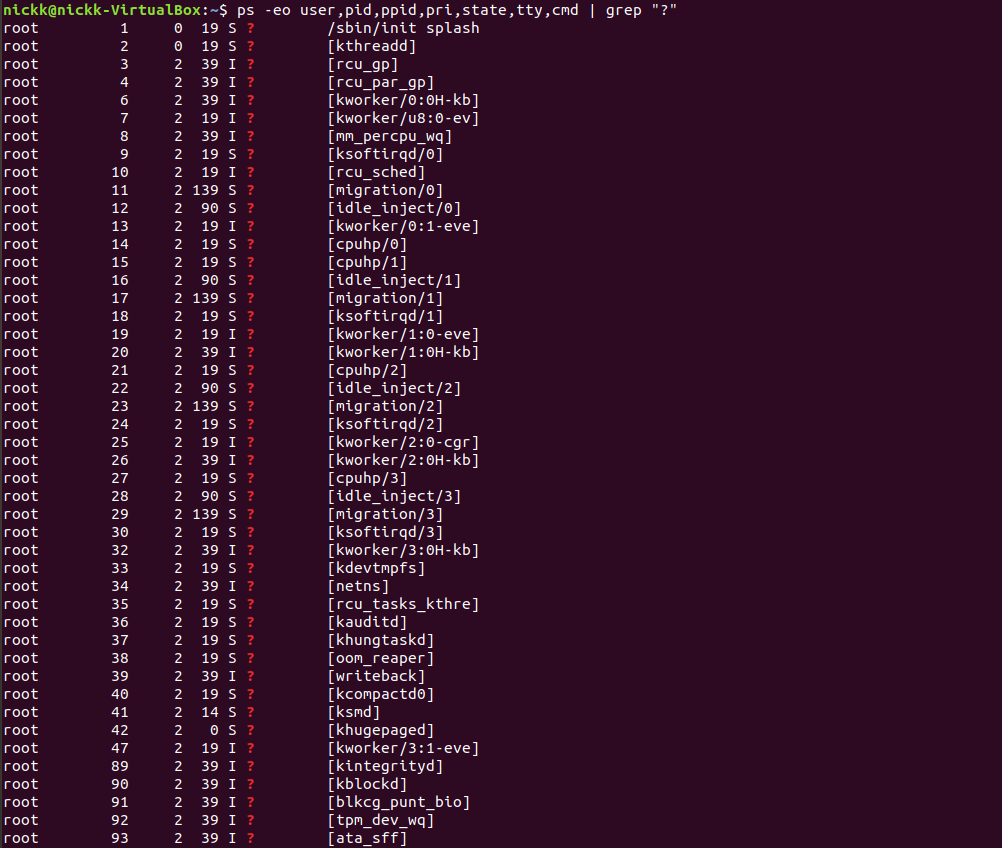 nickk@nickk-VirtualBox:~$ ps -eo user,pid,ppid,pri,state,tty,cmd | grep "?"
root 1 0 19 S ? /sbin/init splash
root 2 0 19 S ? [kthreadd]
root 3 2 39 I ? [rcu_gp]
root 4 2 39 I ? [rcu_par_gp]
root 6 2 39 I ? [kworker/0:0H-kb]
root 7 2 19 I ? [kworker/u8:0-ev]
root 8 2 39 I ? [mm_percpu_wq]
root 9 2 19 S ? [ksoftirqd/0]
root 10 2 19 I ? [rcu_sched]
root 11 2 139 S ? [migration/0]
root 12 2 90 S ? [idle_inject/0]
root 13 2 19 I ? [kworker/0:1-eve]
root 14 2 19 S ? [cpuhp/0]
root 15 2 19 S ? [cpuhp/1]
root 16 2 90 S ? [idle_inject/1]
root 17 2 139 S ? [migration/1]
root 18 2 19 S ? [ksoftirqd/1]
root 19 2 19 I ? [kworker/1:0-eve]
root 20 2 39 I ? [kworker/1:0H-kb]
root 21 2 19 S ? [cpuhp/2]
root 22 2 90 S ? [idle_inject/2]
root 23 2 139 S ? [migration/2]
root 24 2 19 S ? [ksoftirqd/2]
root 25 2 19 I ? [kworker/2:0-cgr]
root 26 2 39 I ? [kworker/2:0H-kb]
root 27 2 19 S ? [cpuhp/3]
root 28 2 90 S ? [idle_inject/3]
root 29 2 139 S ? [migration/3]
root 30 2 19 S ? [ksoftirqd/3]
root 32 2 39 I ? [kworker/3:0H-kb]
root 33 2 19 S ? [kdevtmpfs]
root 34 2 39 I ? [netns]
root 35 2 19 S ? [rcu_tasks_kthre]
root 36 2 19 S ? [kauditd]
root 37 2 19 S ? [khungtaskd]
root 38 2 19 S ? [oom_reaper]
root 39 2 39 I ? [writeback]
root 40 2 19 S ? [kcompactd0]
root 41 2 14 S ? [ksmd]
root 42 2 0 S ? [khugepaged]
root 47 2 19 I ? [kworker/3:1-eve]
root 89 2 39 I ? [kintegrityd]
root 90 2 39 I ? [kblockd]
root 91 2 39 I ? [blkcg_punt_bio]
root 92 2 39 I ? [tpm_dev_wq]
root 93 2 39 I ? [ata_sff]